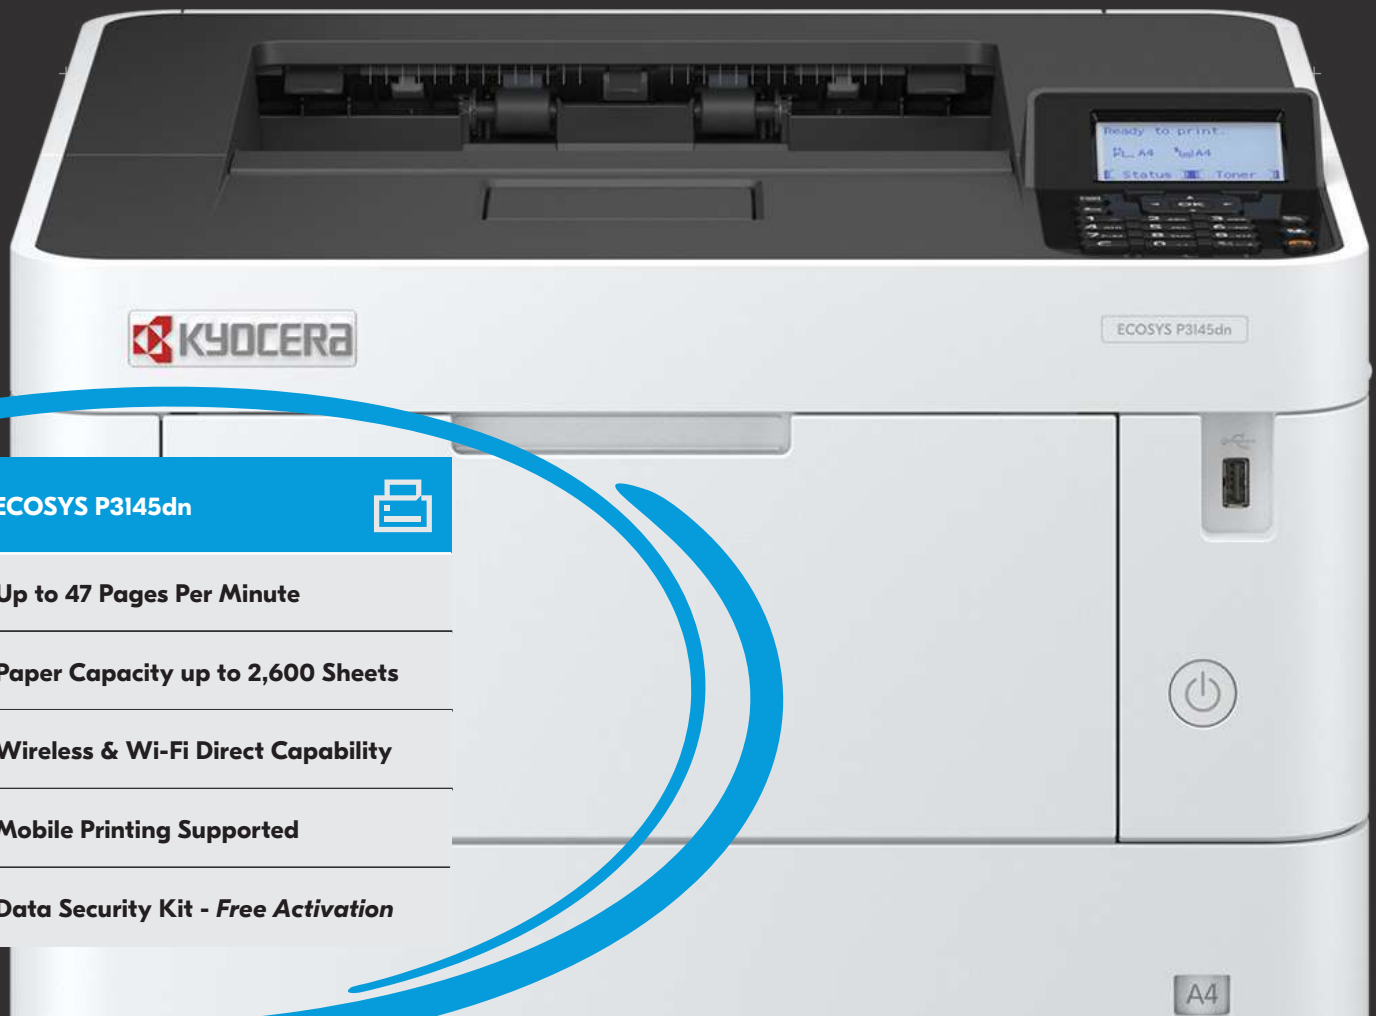 Ready to print.
A4 A4
[ Status ] [ Toner ]
OK
KYOCERA
ECOSYS P3145dn
ECOSYS P3145dn
Up to 47 Pages Per Minute
Paper Capacity up to 2,600 Sheets
Wireless & Wi-Fi Direct Capability
Mobile Printing Supported
Data Security Kit - Free Activation
A4